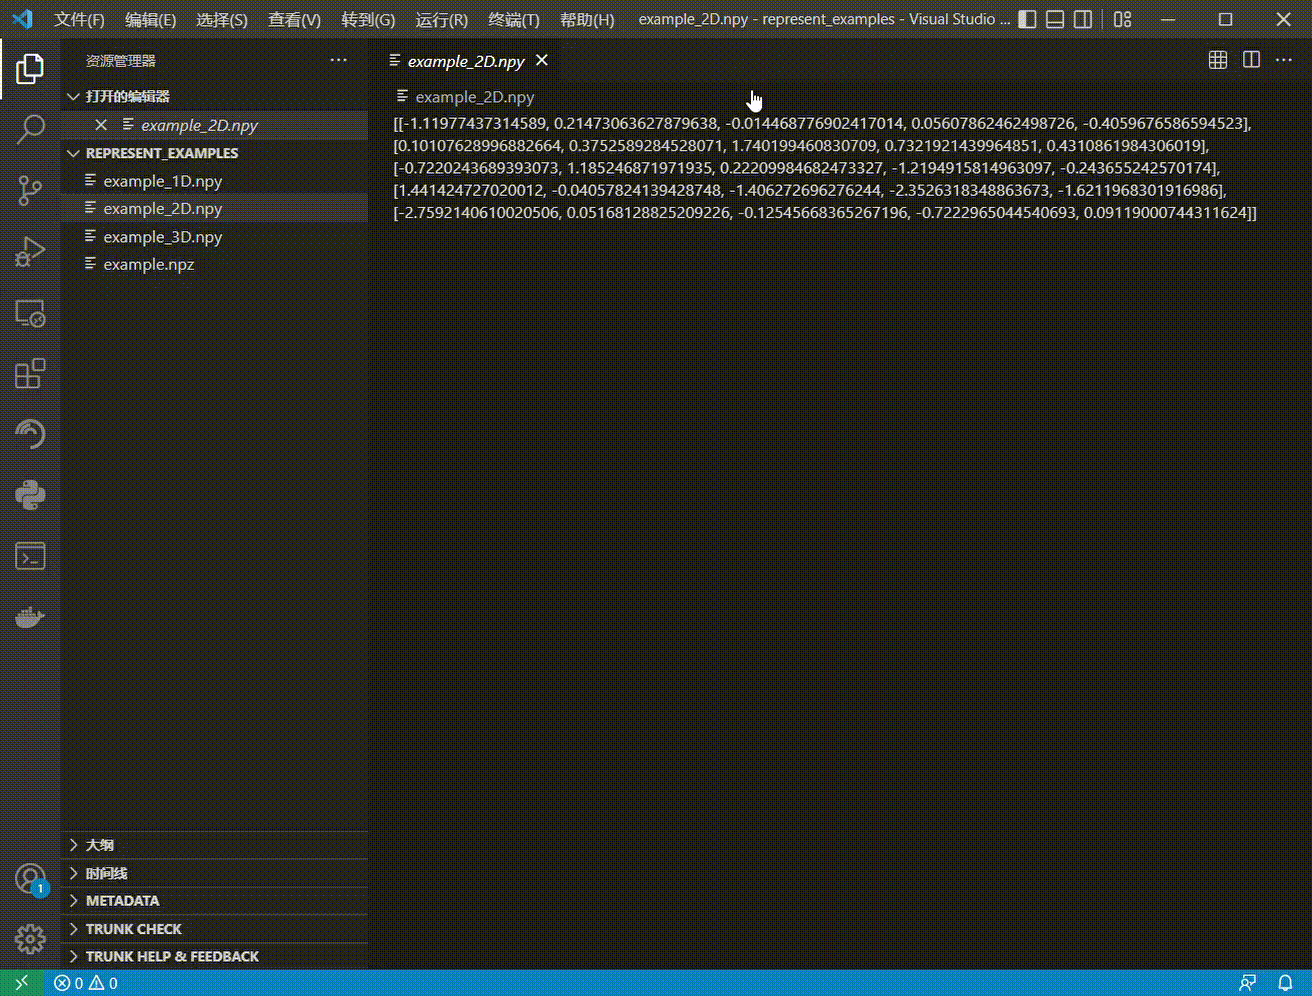 文件(F) 编辑(E) 选择(S) 查看(V) 转到(G) 运行(R) 终端(T) 帮助(H) example_2D.npy - represent_examples - Visual Studio ...
资源管理器
打开的编辑器
example_2D.npy
REPRESENT_EXAMPLES
example_1D.npy
example_2D.npy
example_3D.npy
example.npz
大纲
时间线
METADATA
TRUNK CHECK
TRUNK HELP & FEEDBACK
1
example_2D.npy
example_2D.npy
[[-1.11977437314589, 0.21473063627879638, -0.014468776902417014, 0.05607862462498726, -0.4059676586594523],
[0.10107628996882664, 0.3752589284528071, 1.740199460830709, 0.7321921439964851, 0.4310861984306019],
[-0.7220243689393073, 1.185246871971935, 0.22209984682473327, -1.2194915814963097, -0.243655242570174],
[1.441424727020012, -0.04057824139428748, -1.406272696276244, -2.3526318348863673, -1.6211968301916986],
[-2.7592140610020506, 0.05168128825209226, -0.12545668365267196, -0.7222965044540693, 0.09119000744311624]]
0 0